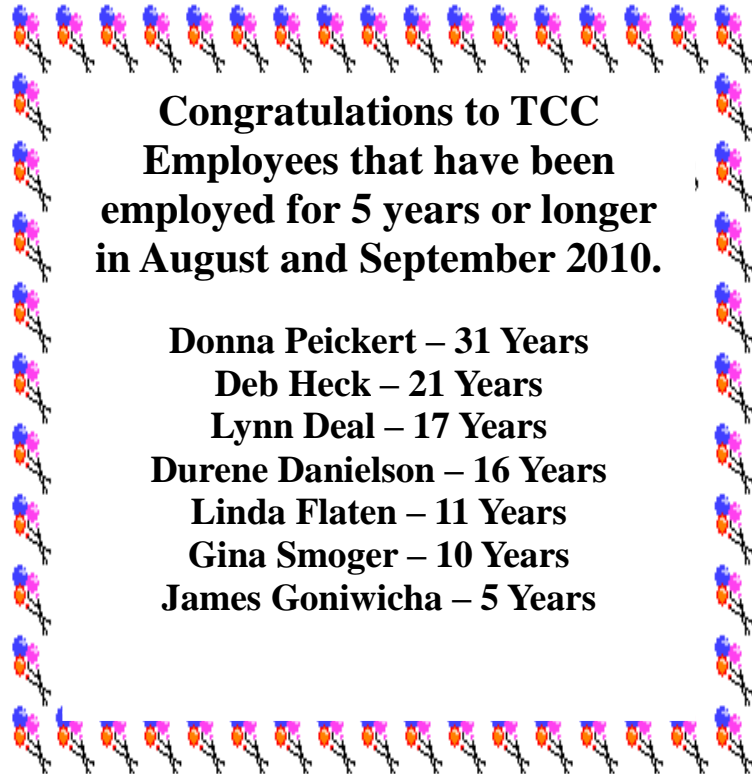 Congratulations to TCC
Employees that have been
employed for 5 years or longer
in August and September 2010.
Donna Peickert – 31 Years
Deb Heck – 21 Years
Lynn Deal – 17 Years
Durene Danielson – 16 Years
Linda Flaten – 11 Years
Gina Smoger – 10 Years
James Goniwicha – 5 Years